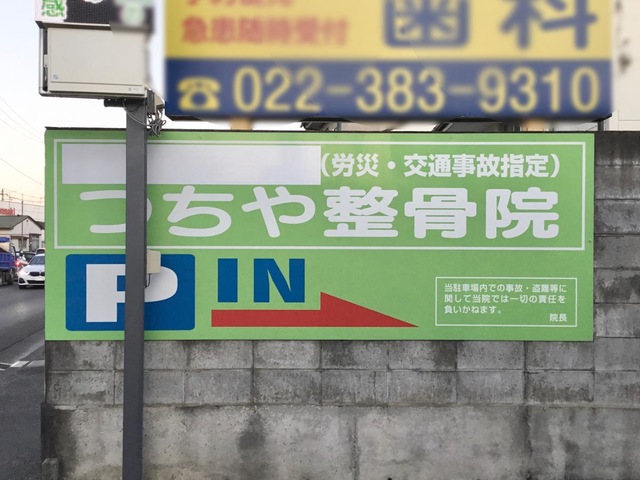 感
急患随時受付
歯科
☎022-383-9310
(労災・交通事故指定)
つちや整骨院
P IN
当駐車場内での事故・盗難等に
関して当院では一切の責任を
負いかねます。
院長